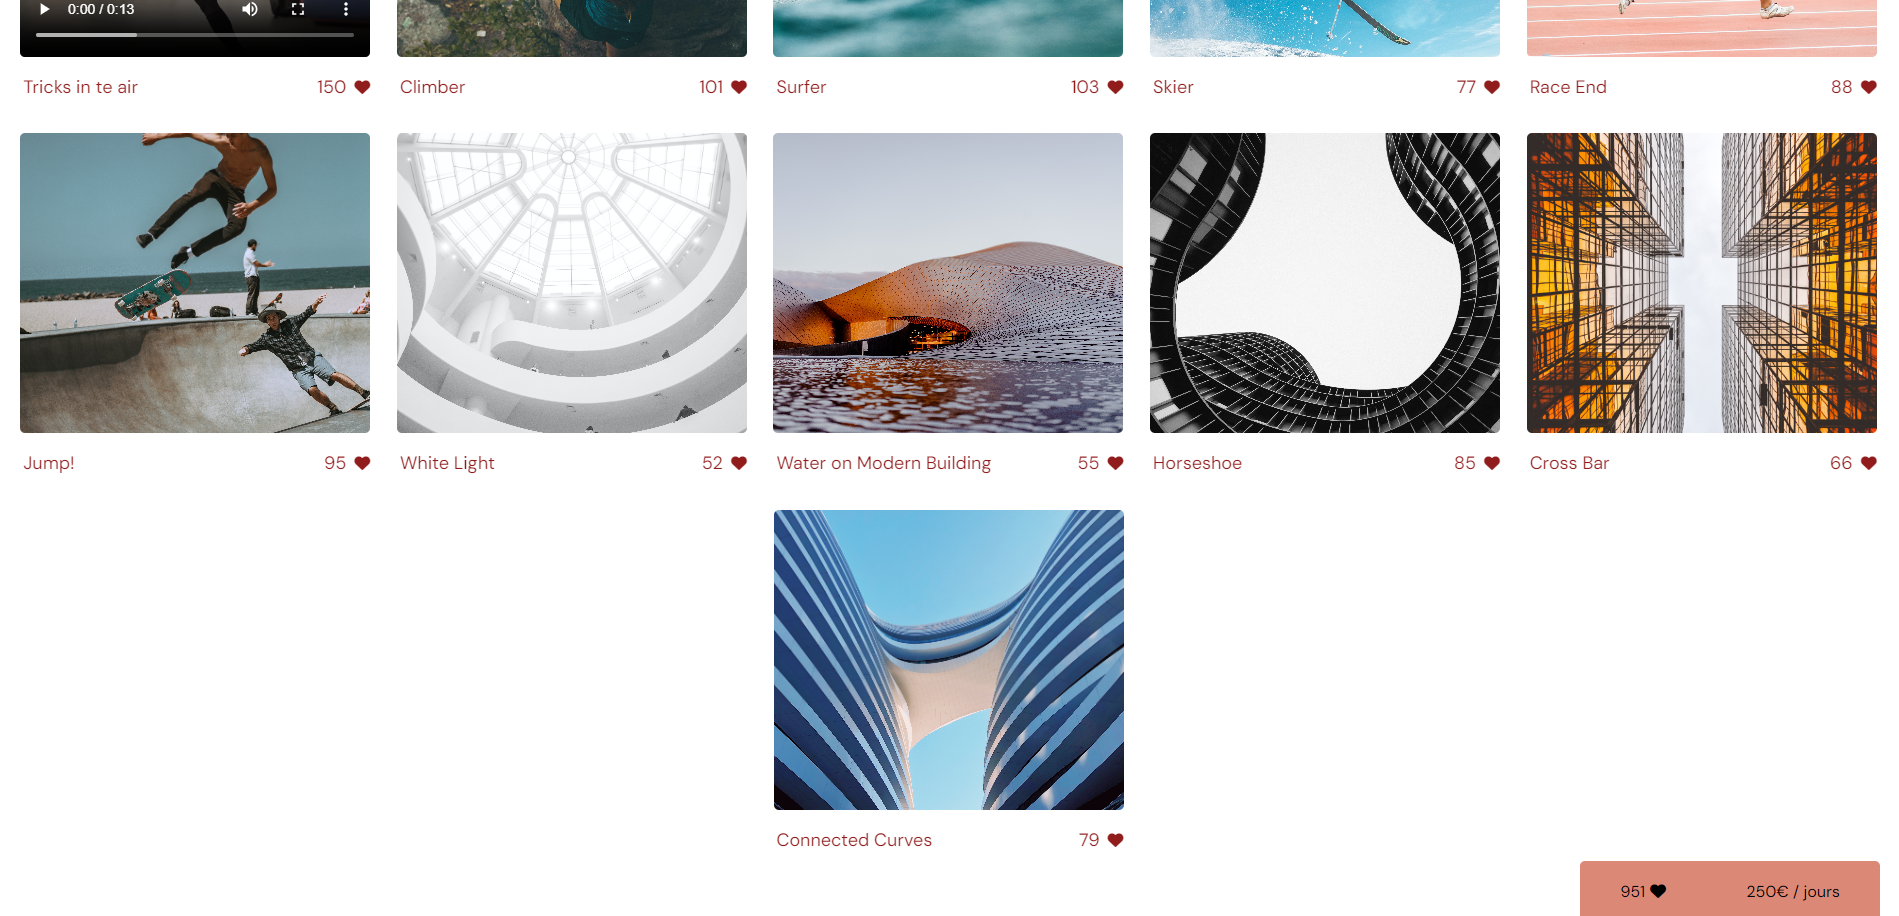 0:00 / 0:13
Tricks in te air 150
Climber 101
Surfer 103
Skier 77
Race End 88
Jump! 95
White Light 52
Water on Modern Building 55
Horseshoe 85
Cross Bar 66
Connected Curves 79
951 250€ / jours